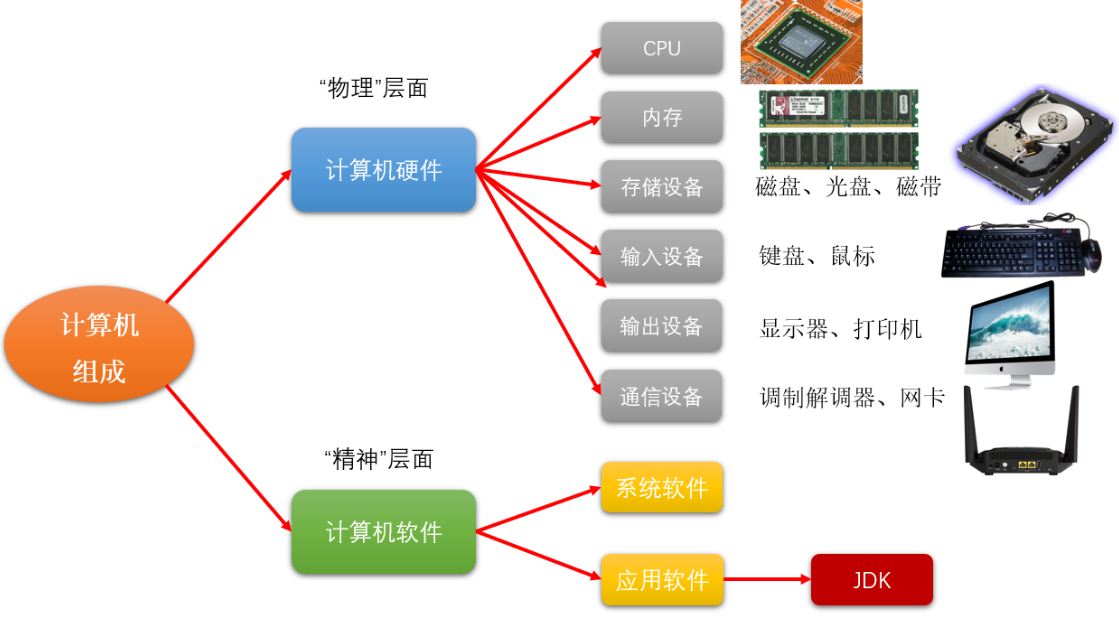 CPU
“物理”层面
内存
计算机硬件
存储设备
磁盘、光盘、磁带
输入设备
键盘、鼠标
计算机
组成
输出设备
显示器、打印机
通信设备
调制解调器、网卡
“精神”层面
系统软件
计算机软件
应用软件
JDK